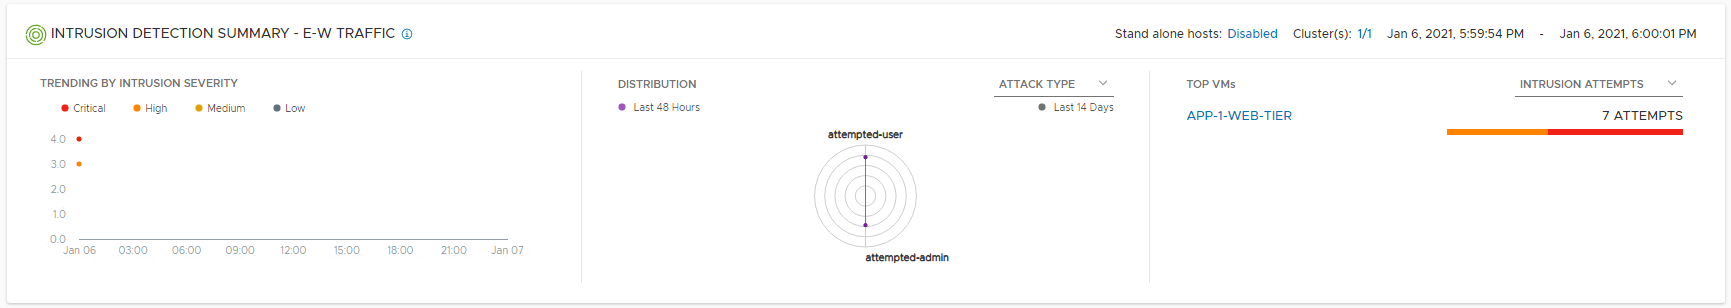 INTRUSION DETECTION SUMMARY - E-W TRAFFIC
Stand alone hosts: Disabled Cluster(s): 1/1 Jan 6, 2021, 5:59:54 PM - Jan 6, 2021, 6:00:01 PM
TRENDING BY INTRUSION SEVERITY
Critical High Medium Low
4.0
3.0
2.0
1.0
0.0
Jan 06 03:00 06:00 09:00 12:00 15:00 18:00 21:00 Jan 07
DISTRIBUTION
ATTACK TYPE
Last 48 Hours
Last 14 Days
attempted-user
attempted-admin
TOP VMs
INTRUSION ATTEMPTS
APP-1-WEB-TIER
7 ATTEMPTS